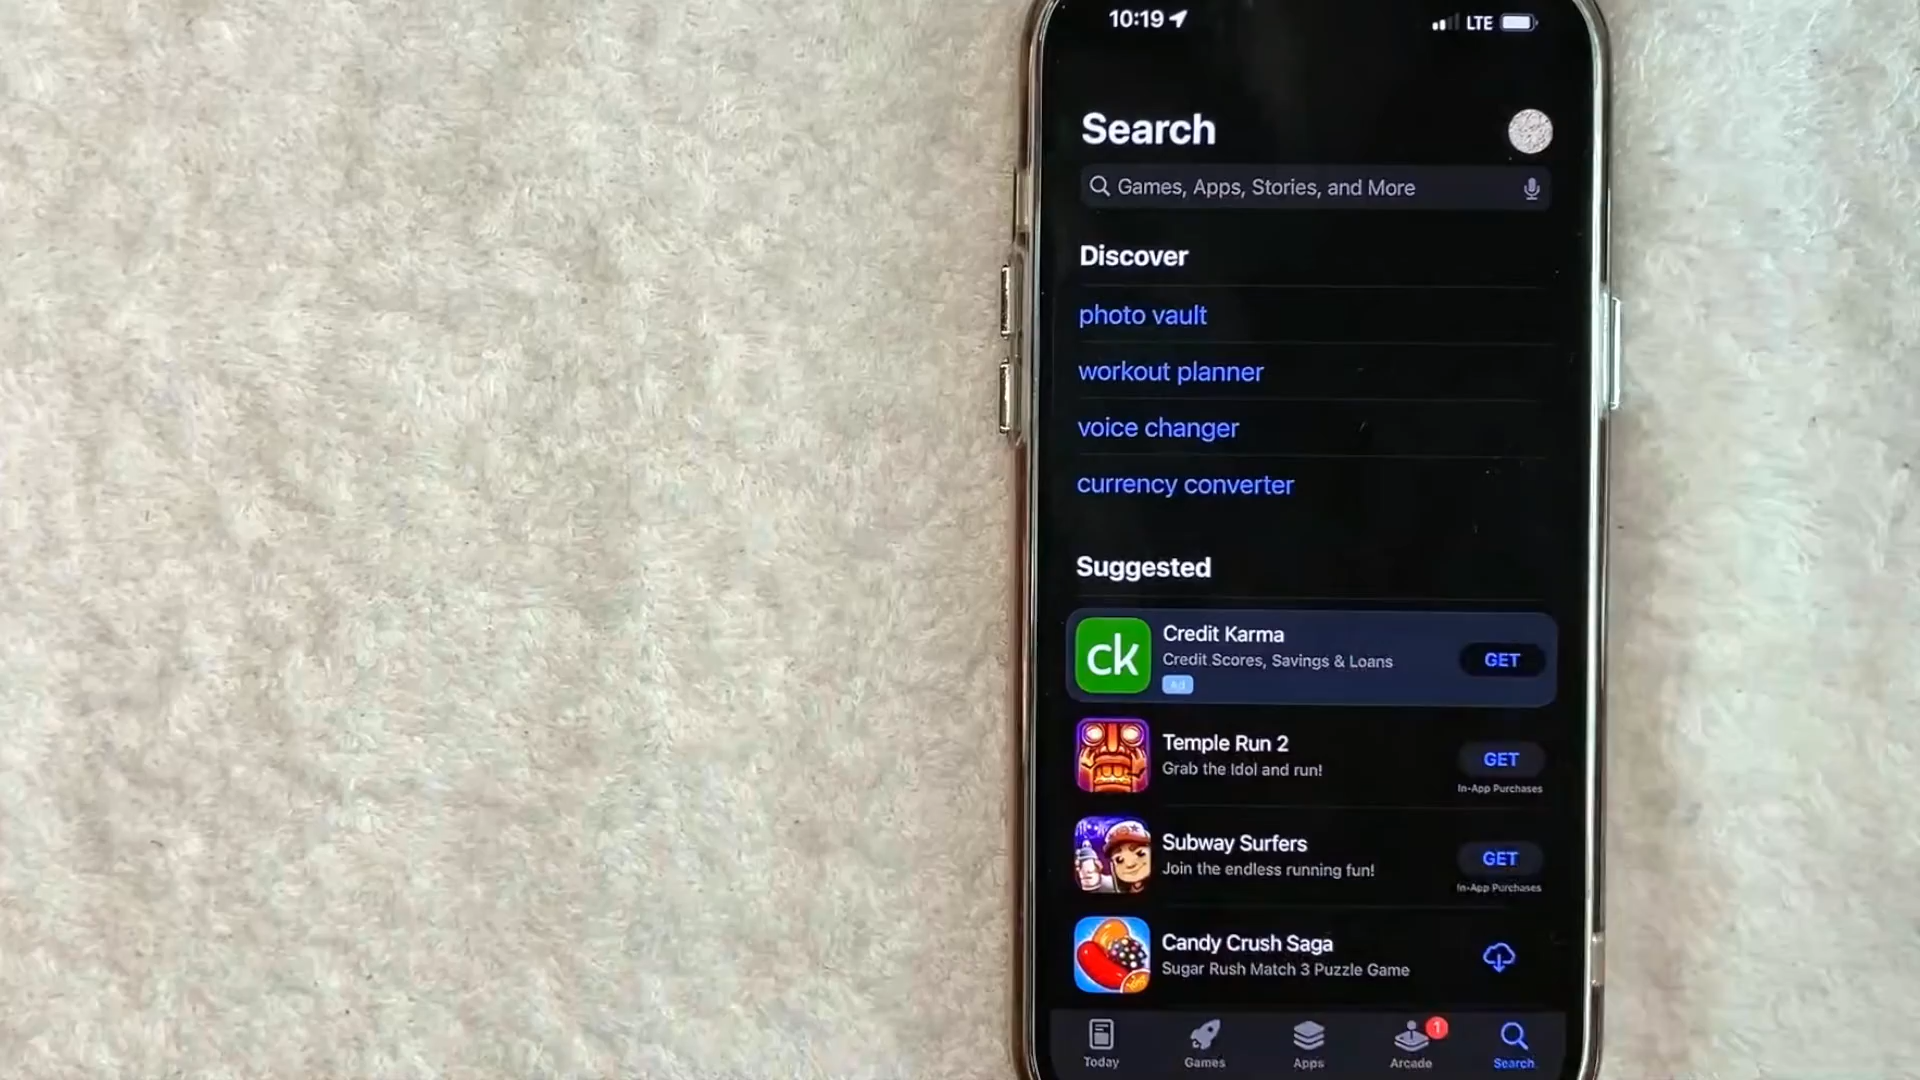 10:19
LTE
Search
Games, Apps, Stories, and More
Discover
photo vault
workout planner
voice changer
currency converter
Suggested
ck
Credit Karma
Credit Scores, Savings & Loans
Ad
GET
Temple Run 2
Grab the Idol and run!
GET
In-App Purchases
Subway Surfers
Join the endless running fun!
GET
In-App Purchases
Candy Crush Saga
Sugar Rush Match 3 Puzzle Game
Today
Games
Apps
Arcade
1
Search